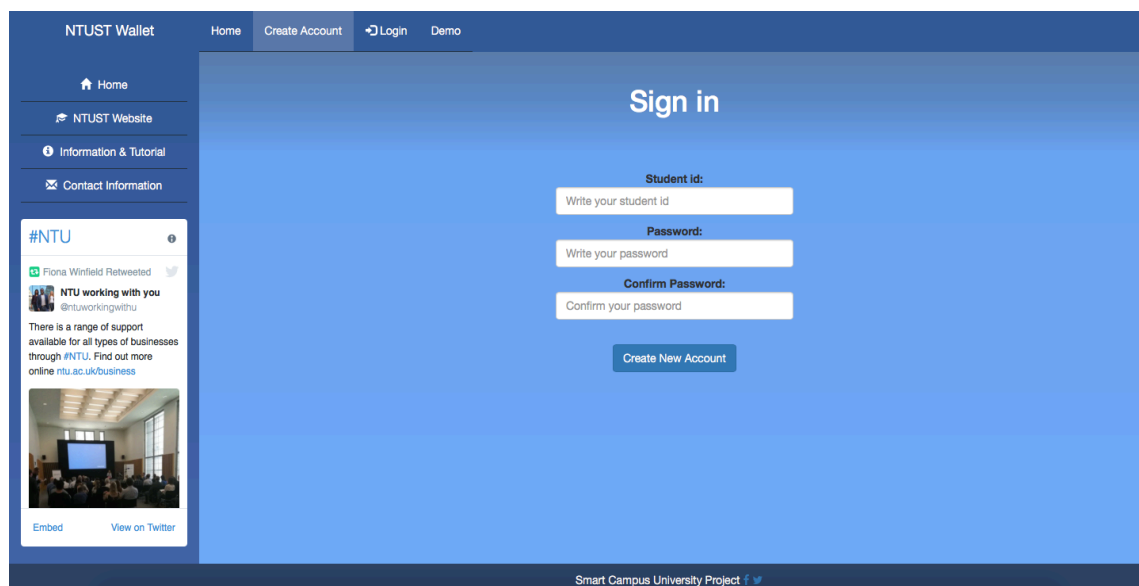 NTUST Wallet
Home
Create Account
Login
Demo
Home
NTUST Website
Information & Tutorial
Contact Information
#NTU
Fiona Winfield Retweeted
NTU working with you
@ntuworkingwithu
There is a range of support
available for all types of businesses
through #NTU. Find out more
online ntu.ac.uk/business
Embed
View on Twitter
Sign in
Student id:
Write your student id
Password:
Write your password
Confirm Password:
Confirm your password
Create New Account
Smart Campus University Project